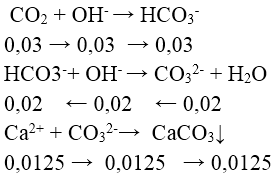 CO₂ + OH⁻ → HCO₃⁻
0,03 → 0,03 → 0,03
HCO3⁻+ OH⁻→ CO₃²⁻ + H₂O
0,02 ← 0,02 ← 0,02
Ca²⁺ + CO₃²⁻→ CaCO₃↓
0,0125 → 0,0125 → 0,0125